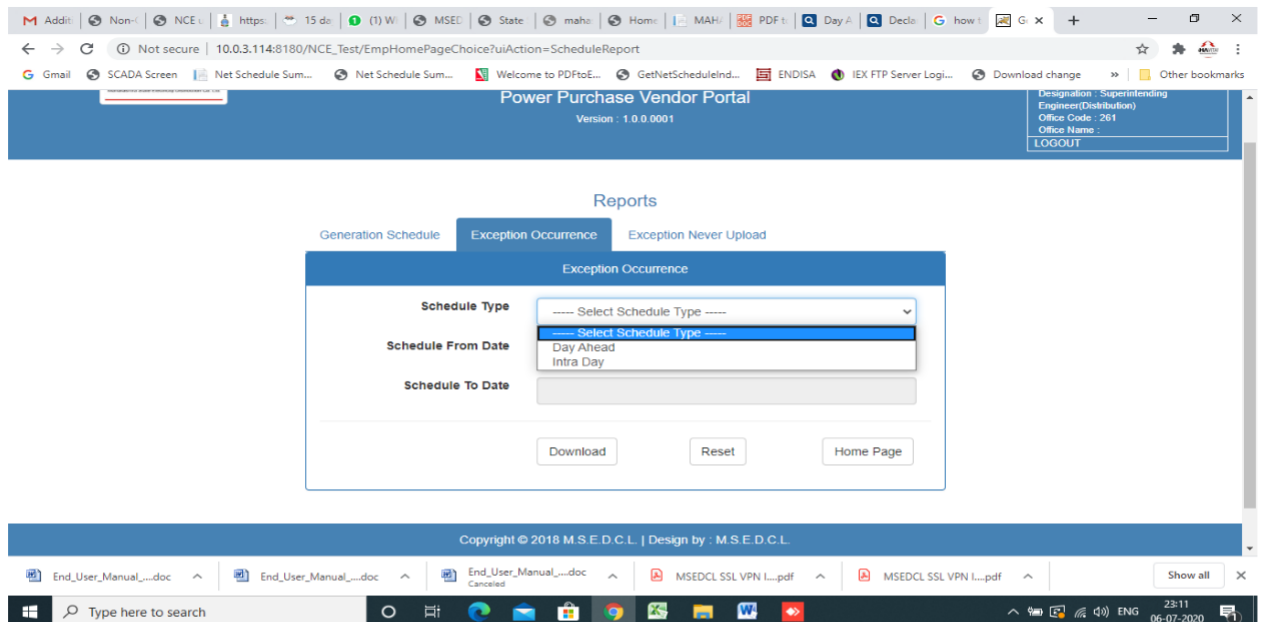 Additi Non- NCE u https: 15 da (1) W MSED State maha Home MAHA PDF t Day A Decla how t G
Not secure | 10.0.3.114:8180/NCE_Test/EmpHomePageChoice?uiAction=ScheduleReport
Gmail SCADA Screen Net Schedule Sum... Net Schedule Sum... Welcome to PDFtoE... GetNetScheduleInd... ENDISA IEX FTP Server Logi... Download change » Other bookmarks
Power Purchase Vendor Portal
Version : 1.0.0.0001
Designation : Superintending
Engineer(Distribution)
Office Code : 261
Office Name :
LOGOUT
Reports
Generation Schedule Exception Occurrence Exception Never Upload
Exception Occurrence
Schedule Type
----- Select Schedule Type -----
----- Select Schedule Type -----
Day Ahead
Intra Day
Schedule From Date
Schedule To Date
Download Reset Home Page
Copyright © 2018 M.S.E.D.C.L. | Design by : M.S.E.D.C.L.
End_User_Manual_....doc End_User_Manual_....doc End_User_Manual_....doc MSEDCL SSL VPN I....pdf MSEDCL SSL VPN I....pdf Show all
Canceled
Type here to search ENG 23:11
06-07-2020